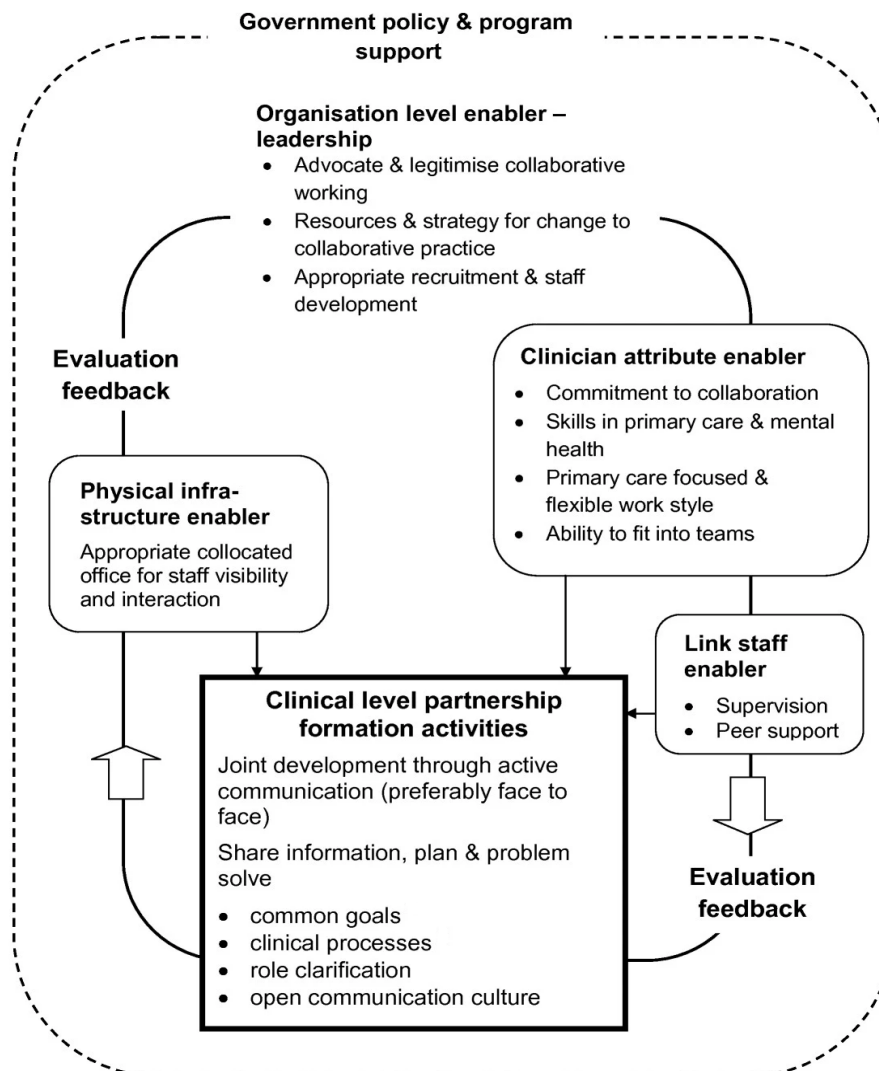 Government policy & program
support
Organisation level enabler –
leadership
• Advocate & legitimise collaborative
working
• Resources & strategy for change to
collaborative practice
• Appropriate recruitment & staff
development
Evaluation
feedback
Clinician attribute enabler
• Commitment to collaboration
• Skills in primary care & mental
health
• Primary care focused &
flexible work style
• Ability to fit into teams
Physical infra-
structure enabler
Appropriate collocated
office for staff visibility
and interaction
Link staff
enabler
• Supervision
• Peer support
Clinical level partnership
formation activities
Joint development through active
communication (preferably face to
face)
Share information, plan & problem
solve
• common goals
• clinical processes
• role clarification
• open communication culture
Evaluation
feedback